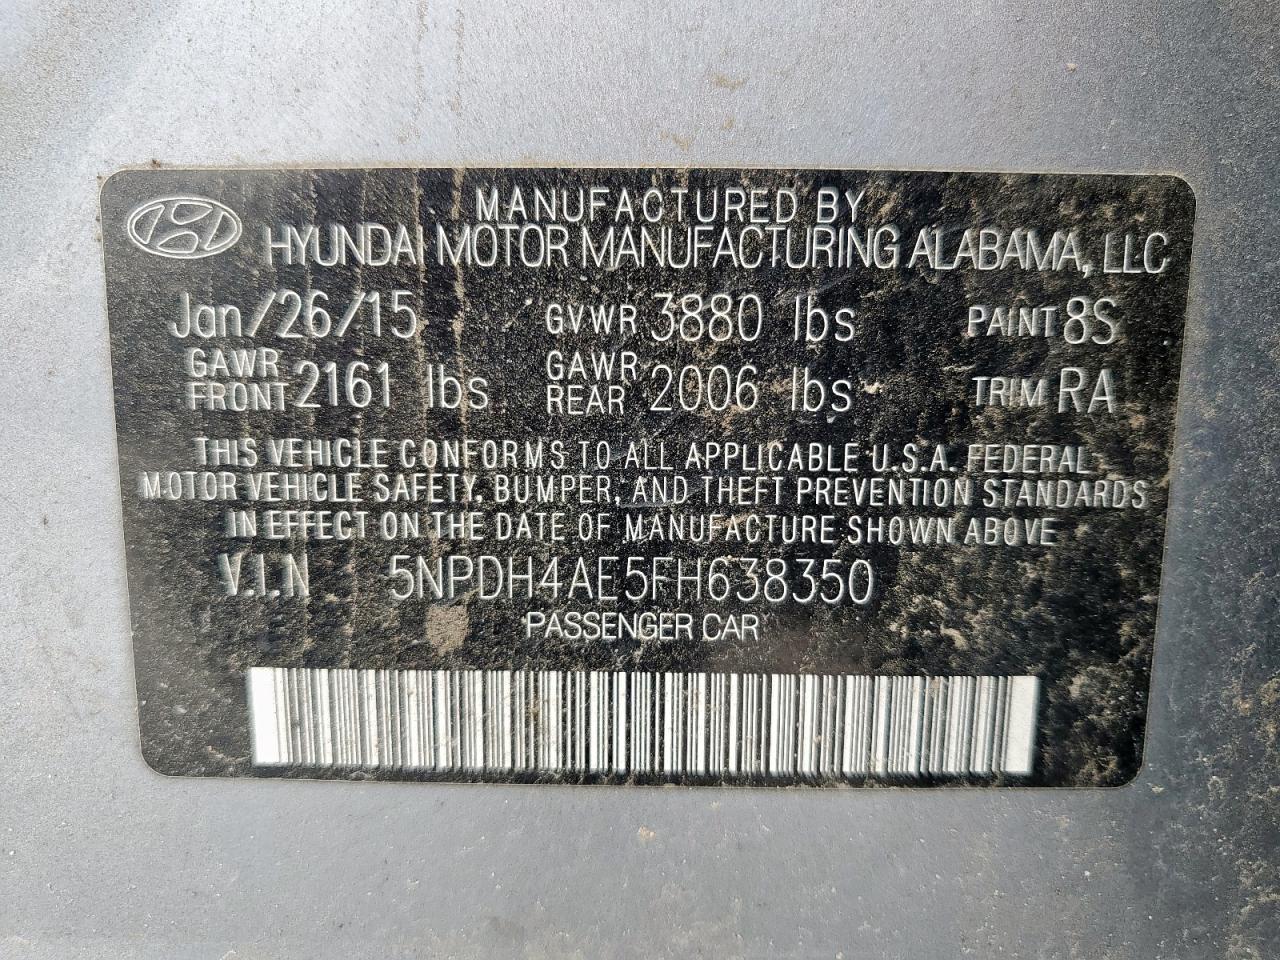 MANUFACTURED BY
HYUNDAI MOTOR MANUFACTURING ALABAMA, LLC
Jan/26/15 GVWR 3880 lbs PAINT 8S
GAWR FRONT 2161 lbs GAWR REAR 2006 lbs TRIM RA
THIS VEHICLE CONFORMS TO ALL APPLICABLE U.S.A. FEDERAL
MOTOR VEHICLE SAFETY, BUMPER, AND THEFT PREVENTION STANDARDS
IN EFFECT ON THE DATE OF MANUFACTURE SHOWN ABOVE
V.I.N 5NPDH4AE5FH638350
PASSENGER CAR